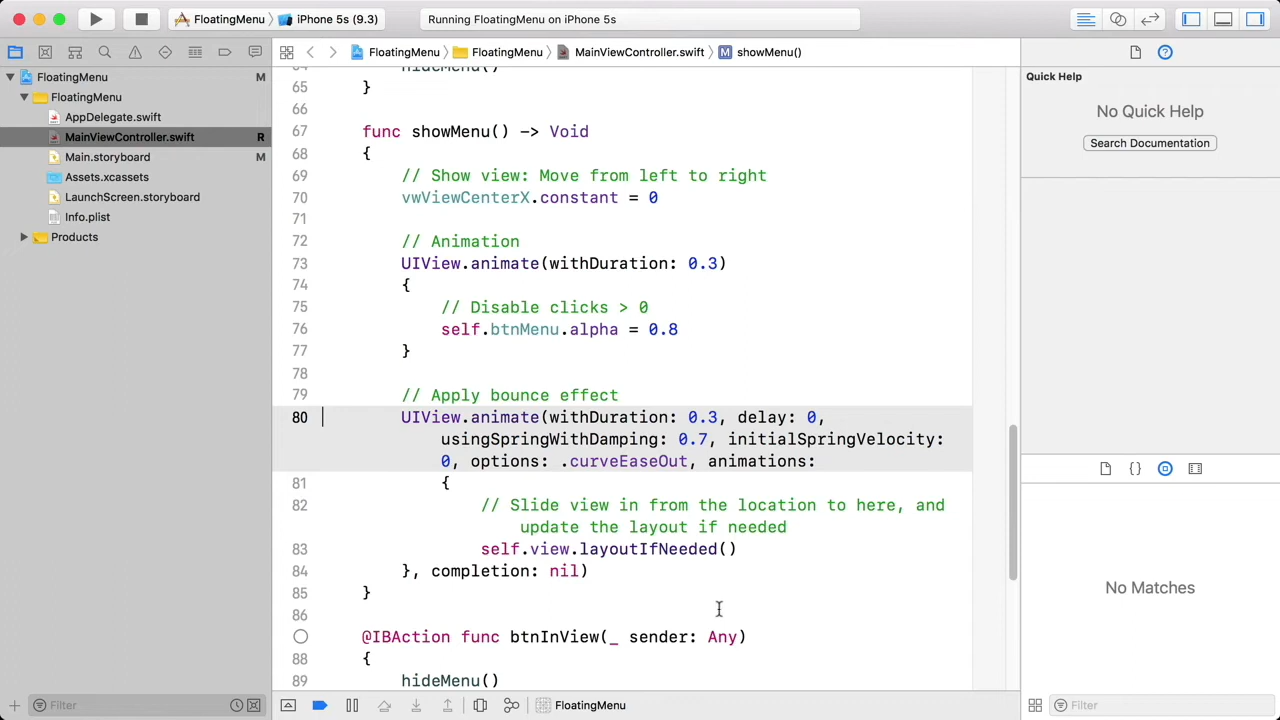 FloatingMenu
iPhone 5s (9.3)
Running FloatingMenu on iPhone 5s
FloatingMenu
FloatingMenu
MainViewController.swift
M
showMenu()
FloatingMenu
M
FloatingMenu
AppDelegate.swift
MainViewController.swift
R
Main.storyboard
M
Assets.xcassets
LaunchScreen.storyboard
Info.plist
Products
Filter
hideMenu()
65 }
66
67 func showMenu() -> Void
68 {
69 // Show view: Move from left to right
70 vwViewCenterX.constant = 0
71
72 // Animation
73 UIView.animate(withDuration: 0.3)
74 {
75 // Disable clicks > 0
76 self.btnMenu.alpha = 0.8
77 }
78
79 // Apply bounce effect
80 UIView.animate(withDuration: 0.3, delay: 0,
usingSpringWithDamping: 0.7, initialSpringVelocity:
0, options: .curveEaseOut, animations:
81 {
82 // Slide view in from the location to here, and
update the layout if needed
83 self.view.layoutIfNeeded()
84 }, completion: nil)
85 }
86
@IBAction func btnInView(_ sender: Any)
88 {
89 hideMenu()
FloatingMenu
Quick Help
No Quick Help
Search Documentation
{}
No Matches
Filter